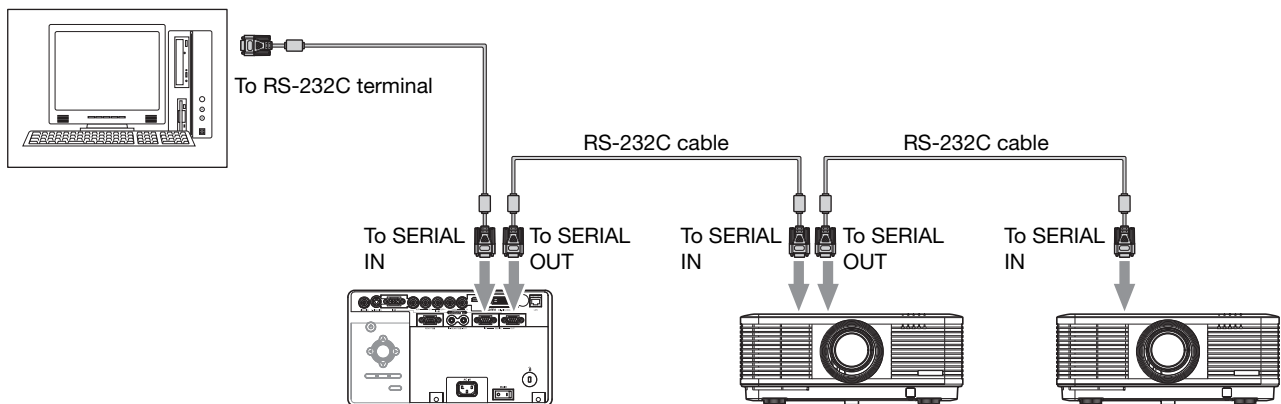 To RS-232C terminal
RS-232C cable
RS-232C cable
To SERIAL
IN
To SERIAL
OUT
To SERIAL
IN
To SERIAL
OUT
To SERIAL
IN